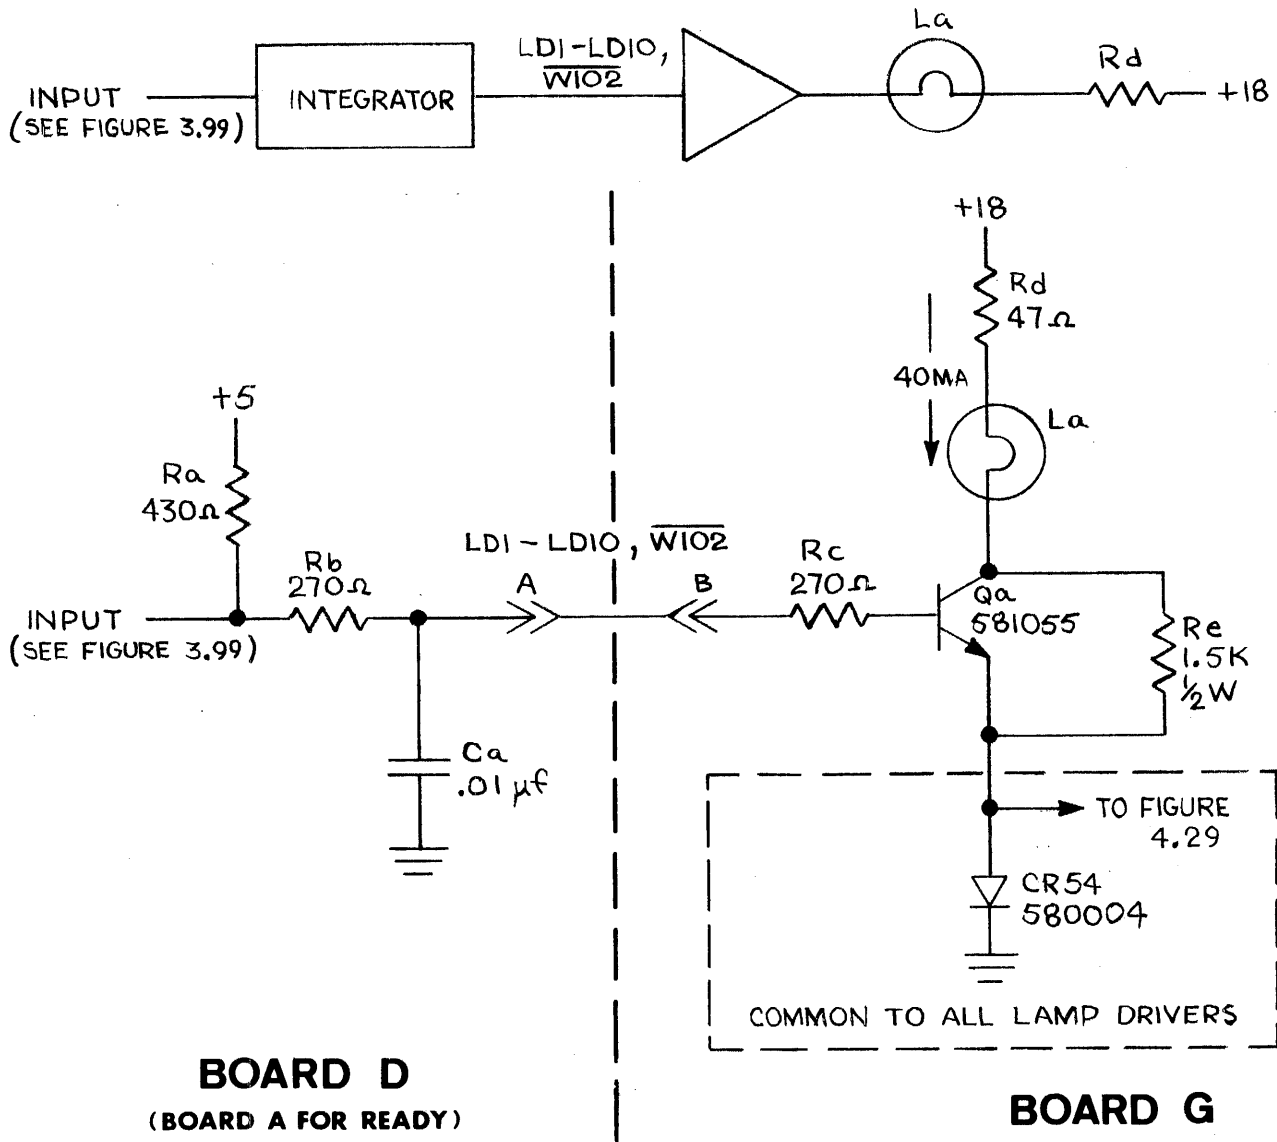 La
LD1-LD10,
W102
Rd
INPUT
INTEGRATOR
+18
(SEE FIGURE 3.99)
+18
Rd
47Ω
40MA
+5
La
Ra
430Ω
LD1-LD10, W102
Rb
270Ω
A
B
Rc
270Ω
Qa
581055
INPUT
(SEE FIGURE 3.99)
Re
1.5K
½W
Ca
.01 µf
TO FIGURE
4.29
CR54
580004
COMMON TO ALL LAMP DRIVERS
BOARD D
(BOARD A FOR READY)
BOARD G